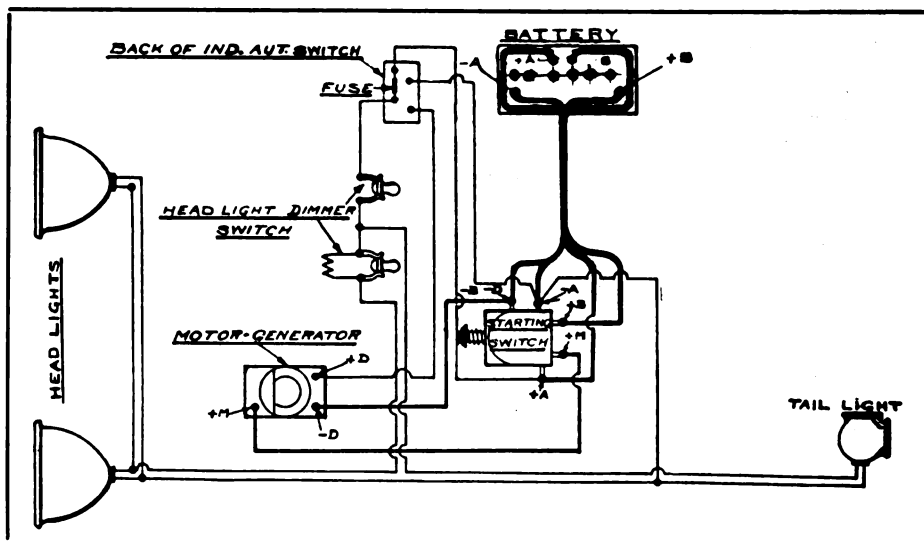 BATTERY
BACK OF IND. AUT. SWITCH
-A
+A
-B
+B
FUSE
HEAD LIGHT DIMMER
SWITCH
HEAD LIGHTS
-B -D
-A
+B
STARTING
SWITCH
+M
+A
MOTOR-GENERATOR
+D
+M
-D
TAIL LIGHT